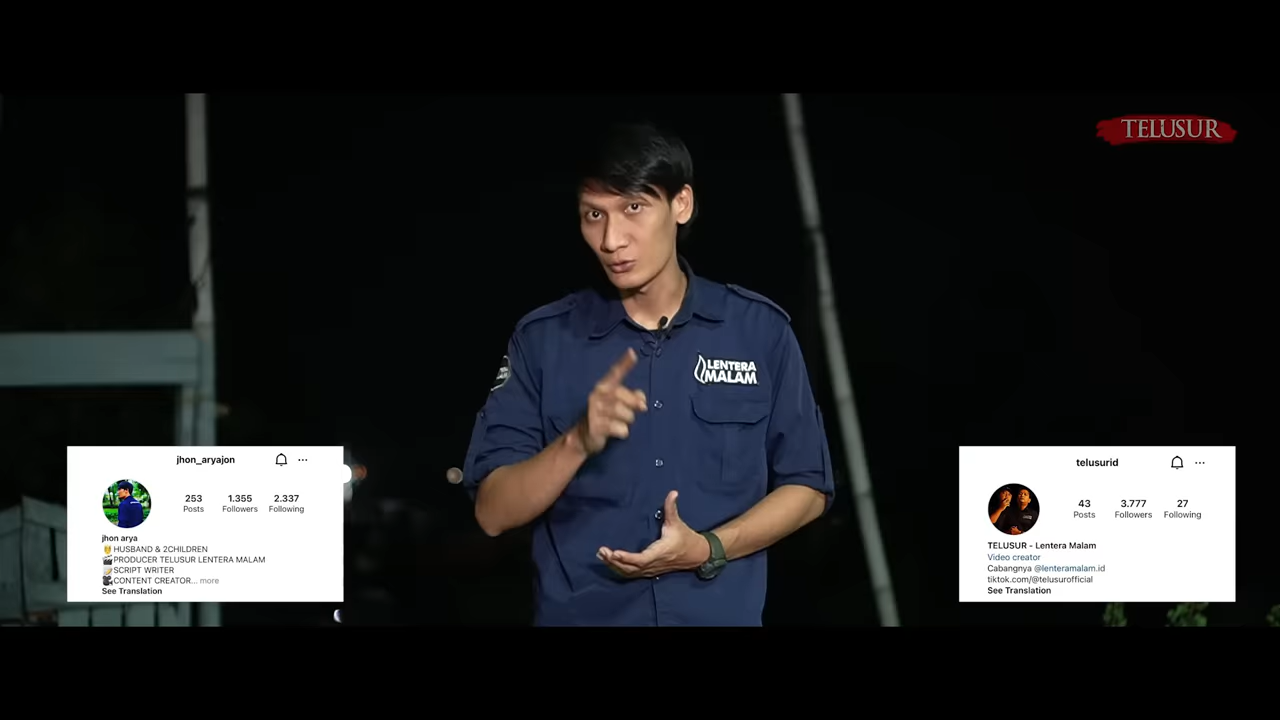 TELUSUR
LENTERA
MALAM
jhon_aryajon
253
1.355
2.337
Posts
Followers
Following
jhon arya
HUSBAND & 2CHILDREN
PRODUCER TELUSUR LENTERA MALAM
SCRIPT WRITER
CONTENT CREATOR... more
See Translation
telusurid
43
3.777
27
Posts
Followers
Following
TELUSUR - Lentera Malam
Video creator
Cabangnya @lenteramalam.id
tiktok.com/@telusurofficial
See Translation